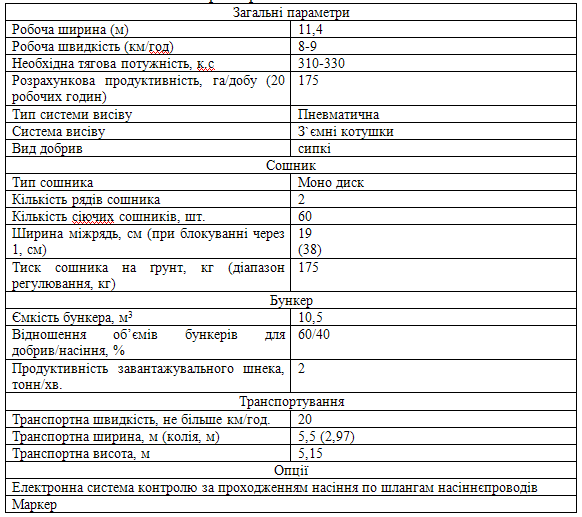 Загальні параметри
Робоча ширина (м) 11,4
Робоча швидкість (км/год) 8-9
Необхідна тягова потужність, к.с 310-330
Розрахункова продуктивність, га/добу (20 175
робочих годин)
Тип системи висіву Пневматична
Система висіву З`ємні котушки
Вид добрив сипкі
Сошник
Тип сошника Моно диск
Кількість рядів сошника 2
Кількість сіючих сошників, шт. 60
Ширина міжрядь, см (при блокуванні через 19
1, см) (38)
Тиск сошника на ґрунт, кг (діапазон 175
регулювання, кг)
Бункер
Ємкість бункера, м³ 10,5
Відношення об’ємів бункерів для 60/40
добрив/насіння, %
Продуктивність завантажувального шнека, 2
тонн/хв.
Транспортування
Транспортна швидкість, не більше км/год. 20
Транспортна ширина, м (колія, м) 5,5 (2,97)
Транспортна висота, м 5,15
Опції
Електронна система контролю за проходженням насіння по шлангам насіннєпроводів
Маркер